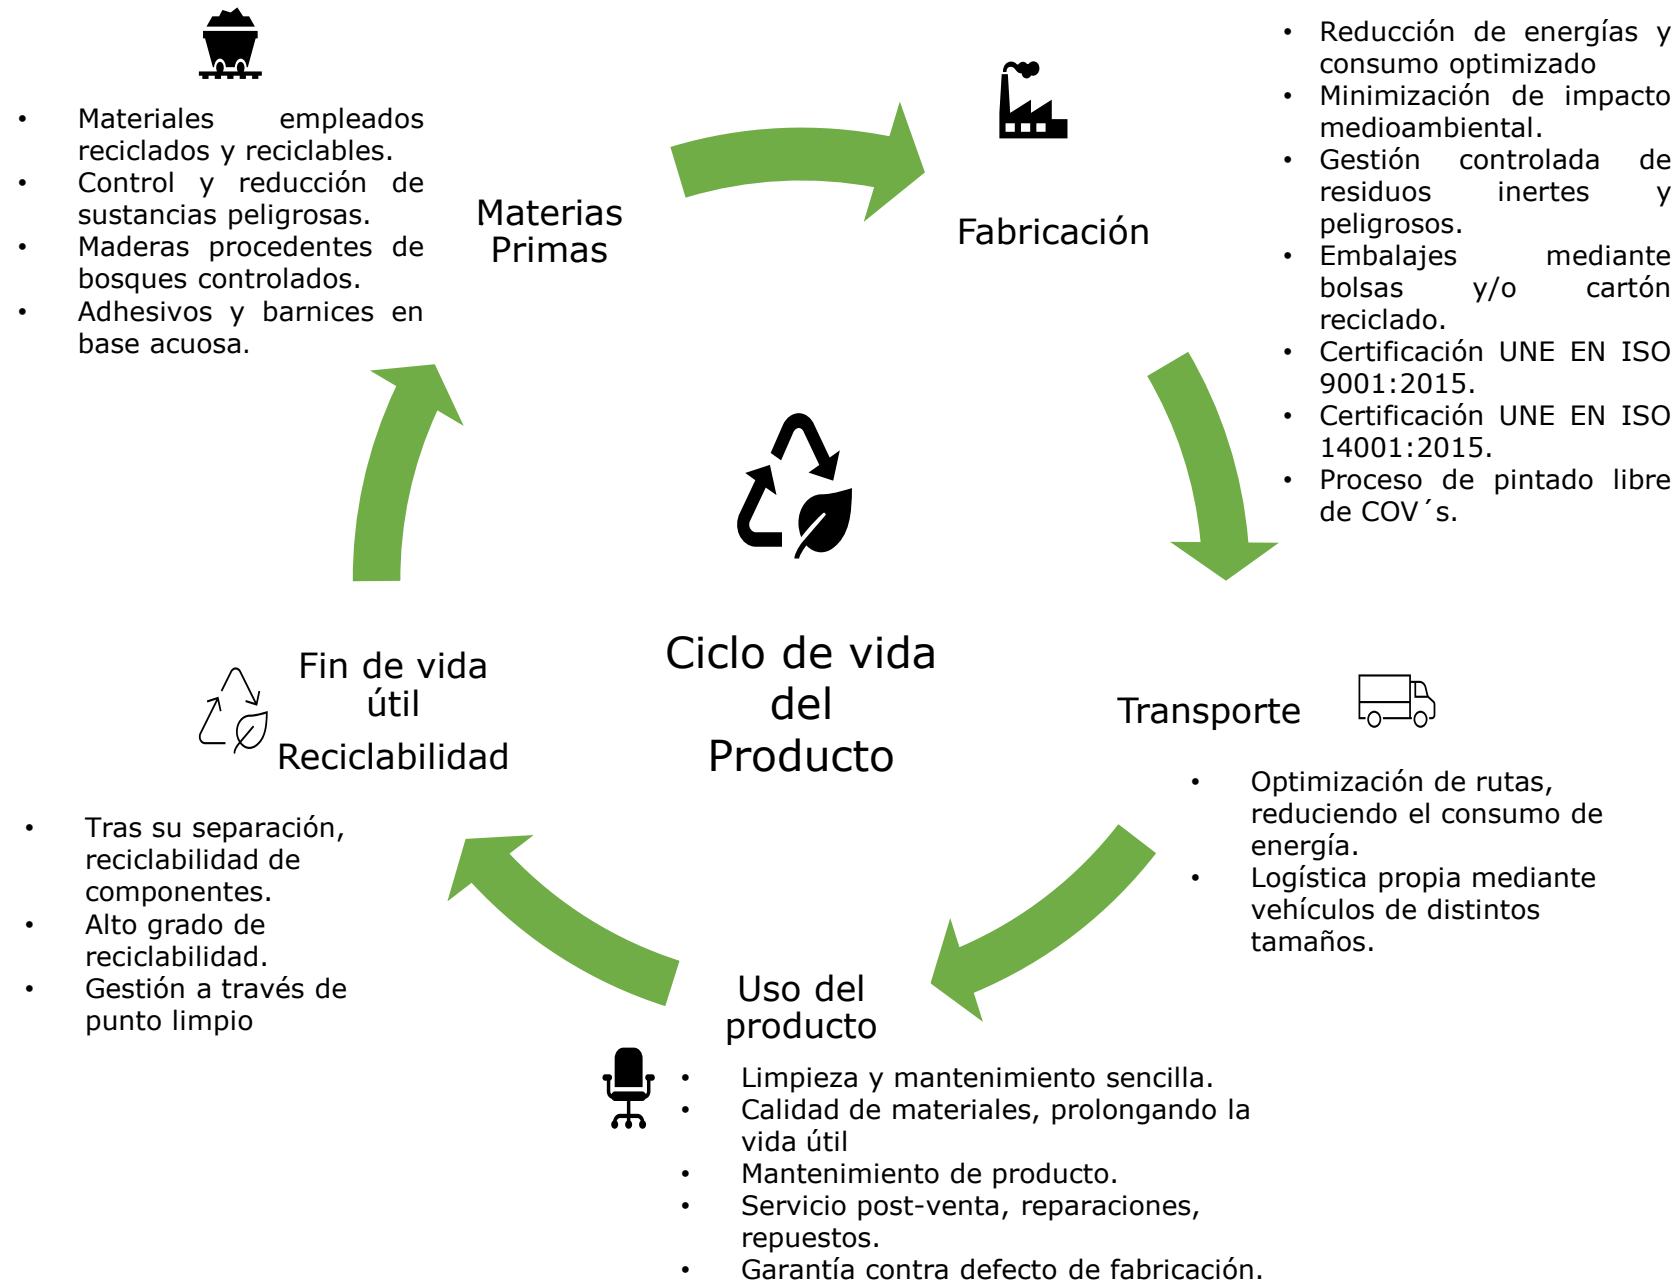 • Materiales empleados
reciclados y reciclables.
• Control y reducción de
sustancias peligrosas.
• Maderas procedentes de
bosques controlados.
• Adhesivos y barnices en
base acuosa.
Materias
Primas
Fabricación
• Reducción de energías y
consumo optimizado
• Minimización de impacto
medioambiental.
• Gestión controlada de
residuos inertes y
peligrosos.
• Embalajes mediante
bolsas y/o cartón
reciclado.
• Certificación UNE EN ISO
9001:2015.
• Certificación UNE EN ISO
14001:2015.
• Proceso de pintado libre
de COV´s.
Ciclo de vida
del
Producto
Transporte
• Optimización de rutas,
reduciendo el consumo de
energía.
• Logística propia mediante
vehículos de distintos
tamaños.
Uso del
producto
• Limpieza y mantenimiento sencilla.
• Calidad de materiales, prolongando la
vida útil
• Mantenimiento de producto.
• Servicio post-venta, reparaciones,
repuestos.
• Garantía contra defecto de fabricación.
Fin de vida
útil
Reciclabilidad
• Tras su separación,
reciclabilidad de
componentes.
• Alto grado de
reciclabilidad.
• Gestión a través de
punto limpio